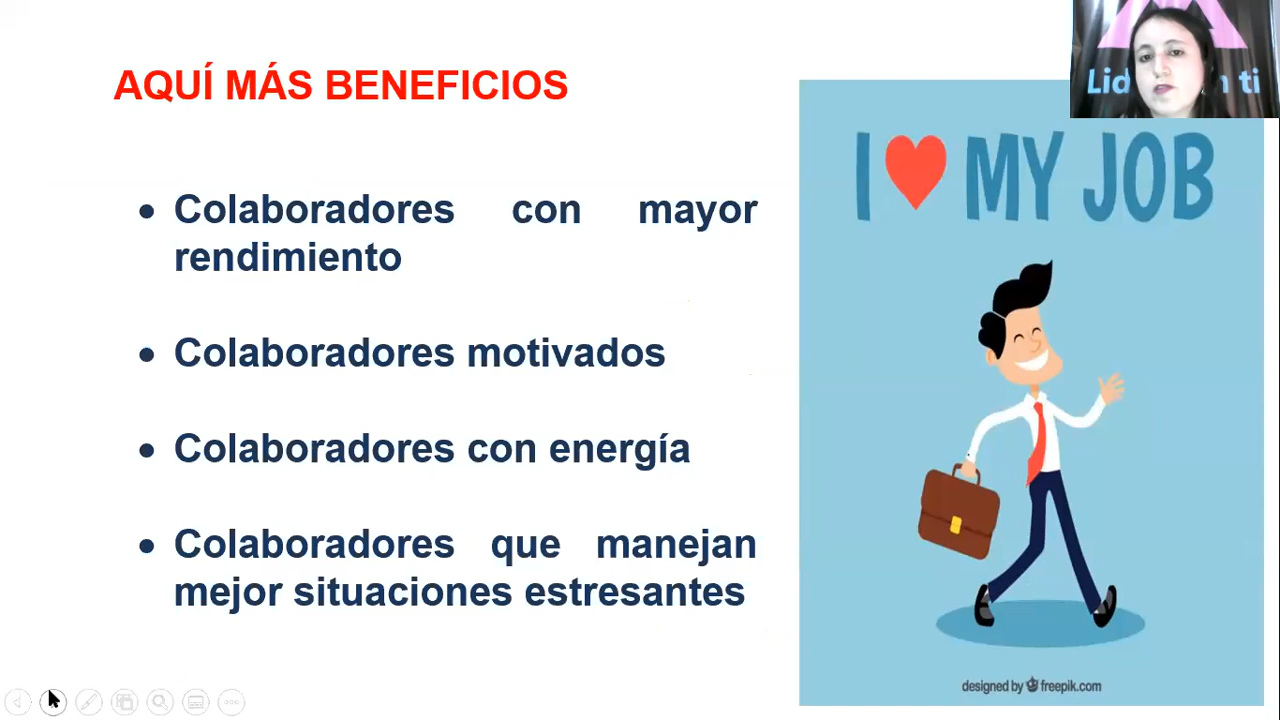 AQUÍ MÁS BENEFICIOS
• Colaboradores con mayor
rendimiento
• Colaboradores motivados
• Colaboradores con energía
• Colaboradores que manejan
mejor situaciones estresantes
Lid n ti
I ♥ MY JOB
designed by freepik.com